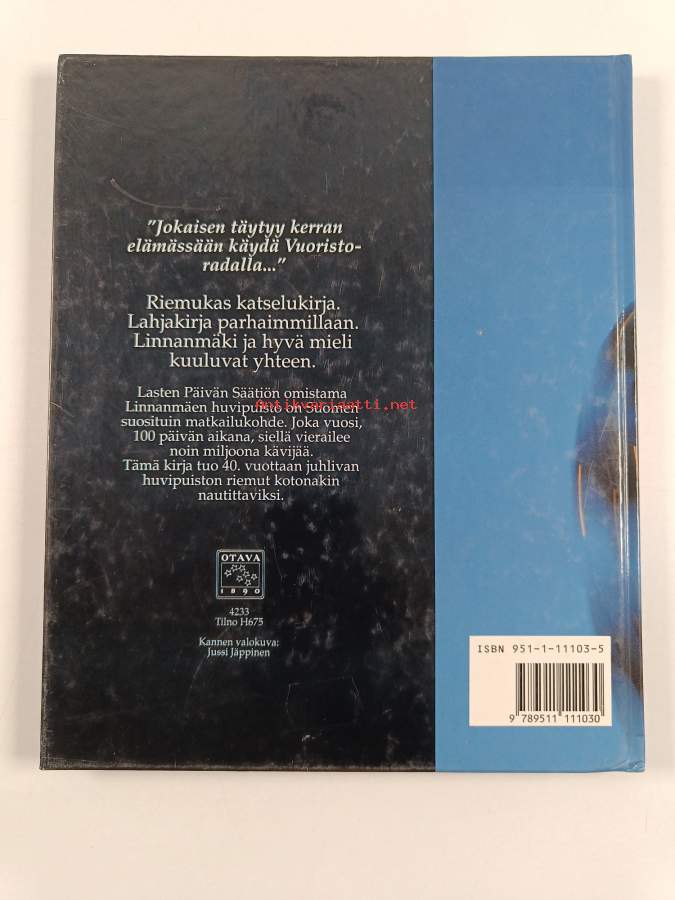 "Jokaisen täytyy kerran
elämässään käydä Vuoristo-
radalla..."
Riemukas katselukirja.
Lahjakirja parhaimmillaan.
Linnanmäki ja hyvä mieli
kuuluvat yhteen.
Lasten Päivän Säätiön omistama
Linnanmäen huvipuisto on Suomen
suosituin matkailukohde. Joka vuosi,
100 päivän aikana, siellä vierailee
noin miljoona kävijää.
Tämä kirja tuo 40. vuottaan juhlivan
huvipuiston riemut kotonakin
nautittaviksi.
antikvariaatti.net
OTAVA
1890
4233
Tilno H675
Kannen valokuva:
Jussi Jäppinen
ISBN 951-1-11103-5
9 789511 111030